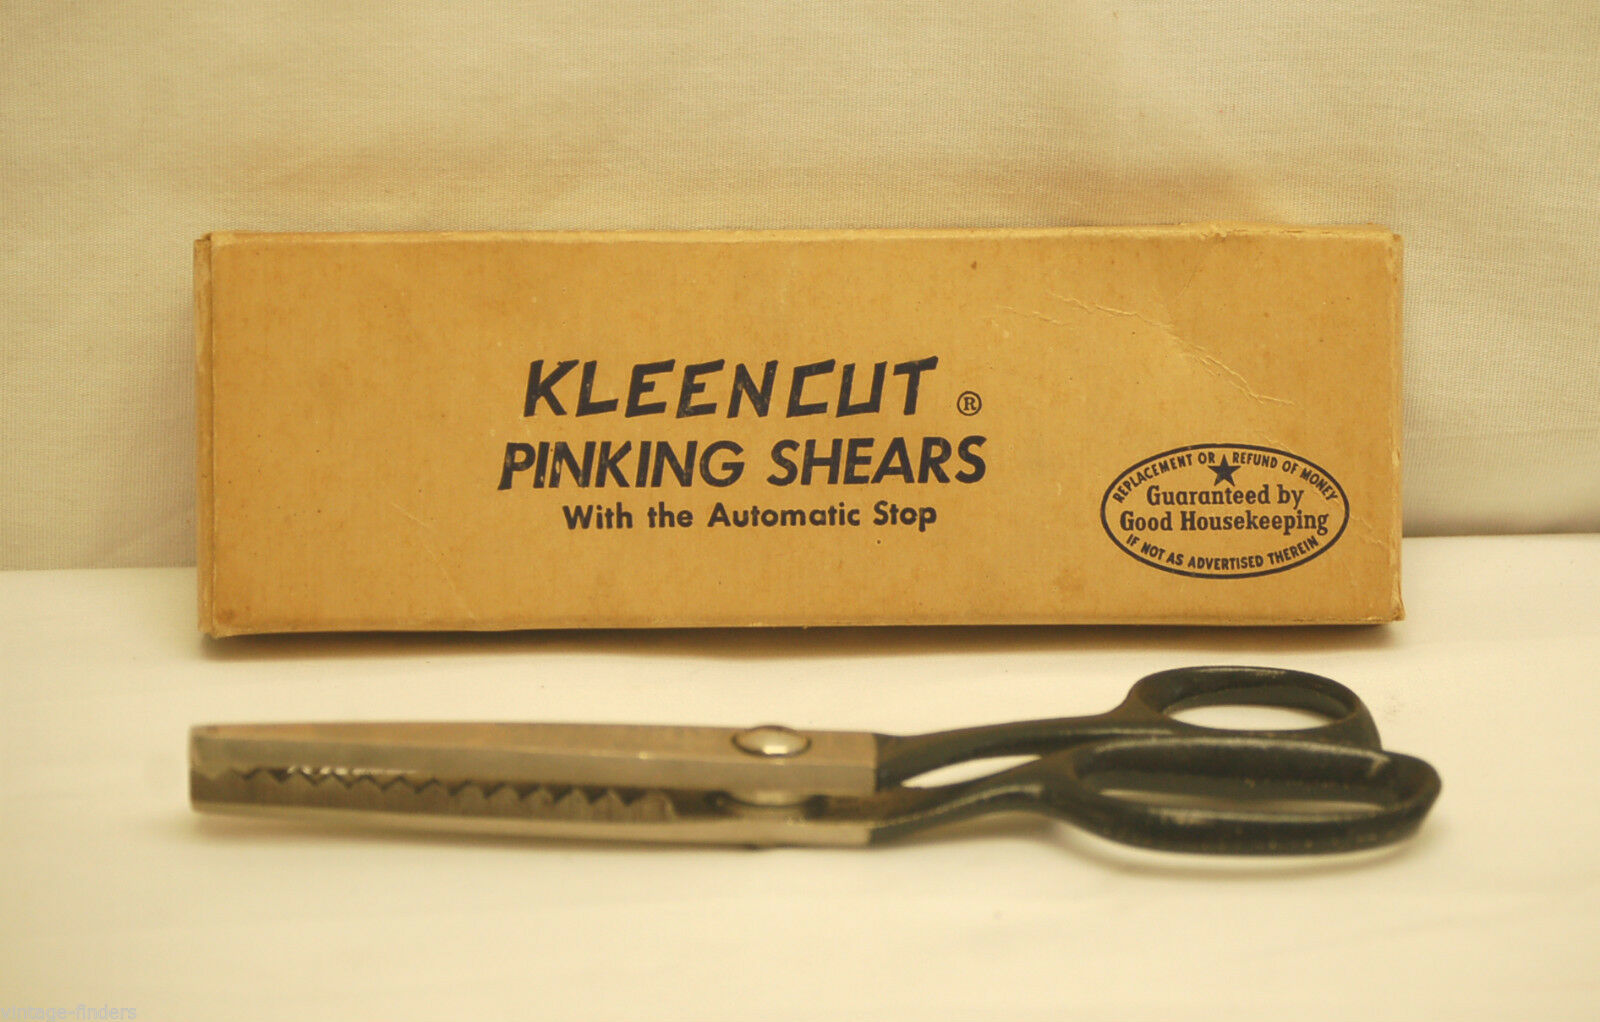 KLEENCUT ®
PINKING SHEARS
With the Automatic Stop
REPLACEMENT OR ★ REFUND OF MONEY
Guaranteed by
Good Housekeeping
IF NOT AS ADVERTISED THEREIN
vintage-finders